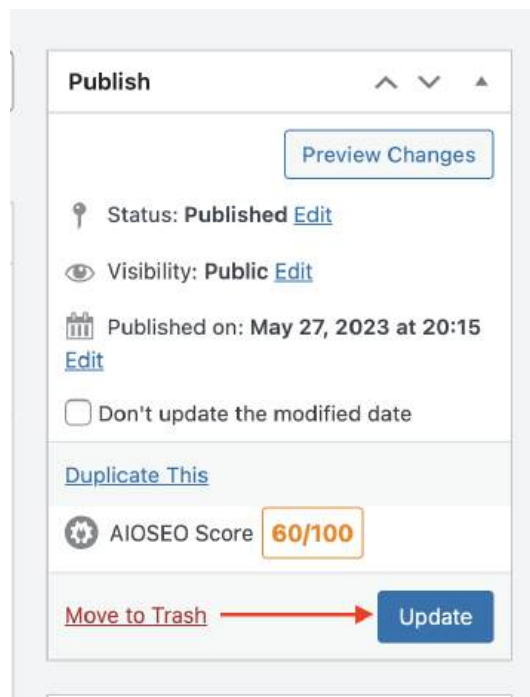 Publish
Preview Changes
Status: Published Edit
Visibility: Public Edit
Published on: May 27, 2023 at 20:15
Edit
Don't update the modified date
Duplicate This
AIOSEO Score 60/100
Move to Trash Update